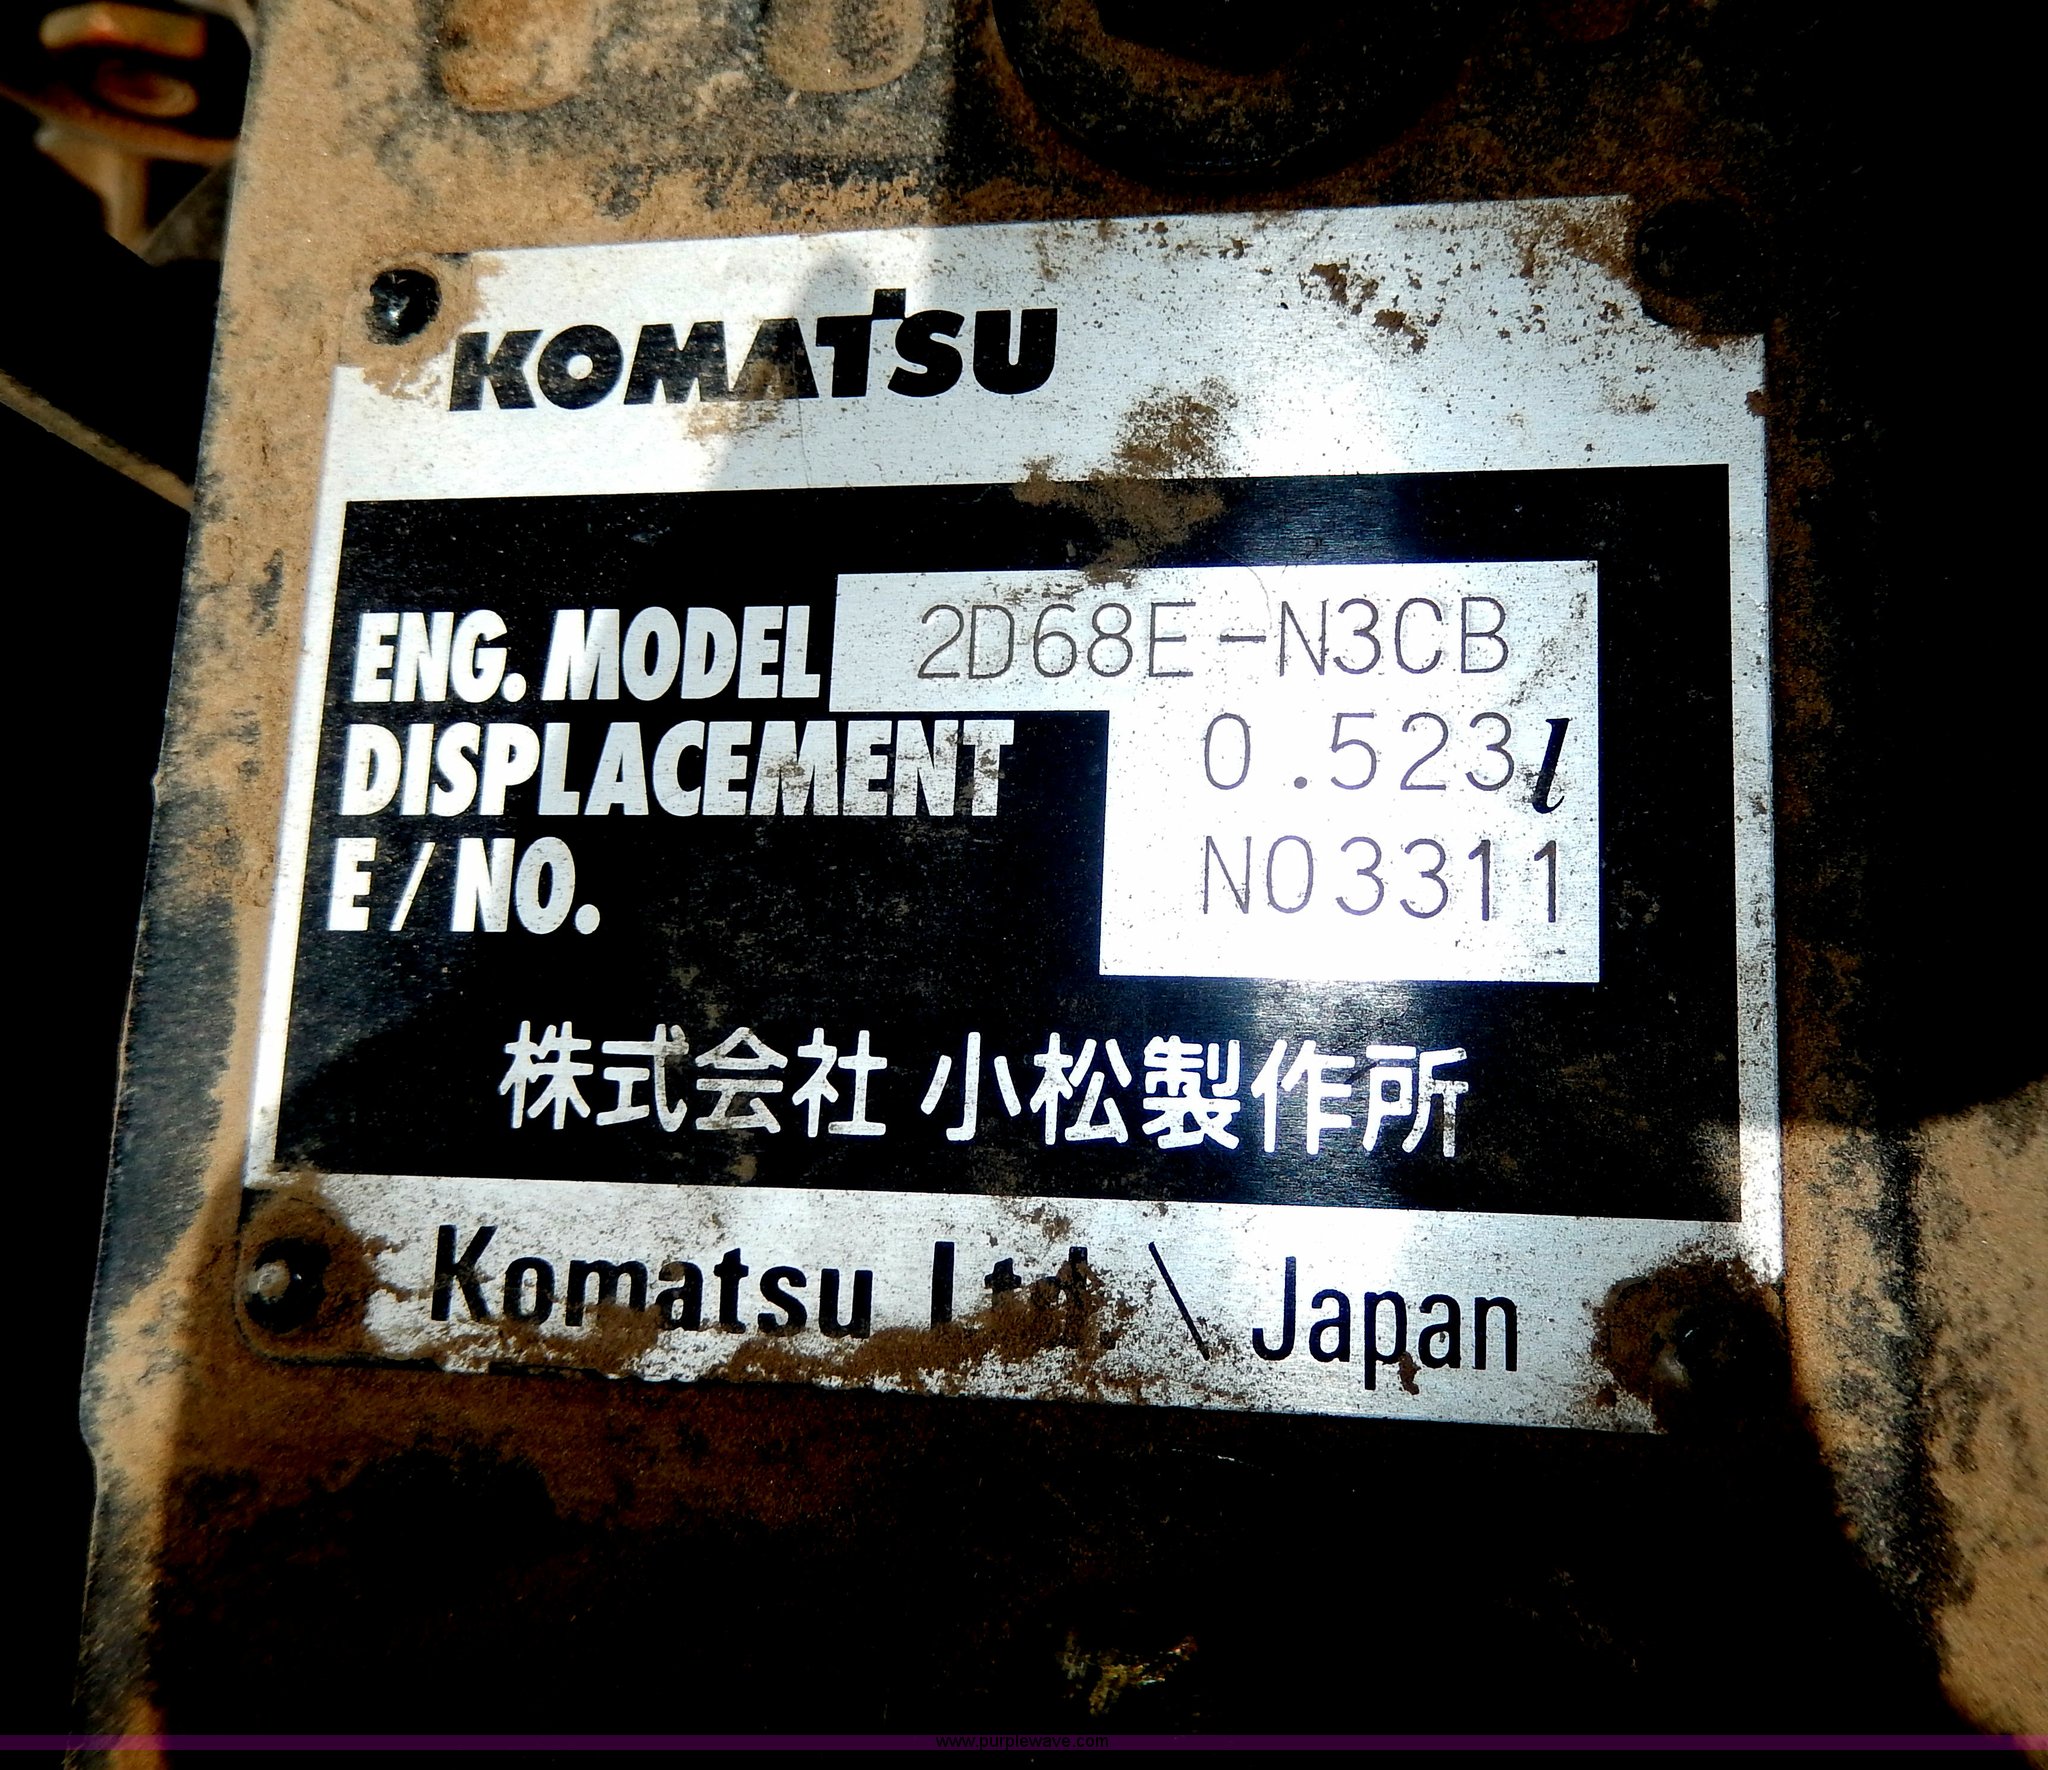 KOMATSU
ENG. MODEL 2D68E-N3CB
DISPLACEMENT 0.523l
E/NO. N03311
株式会社 小松製作所
Komatsu Ltd. \ Japan
www.purplewave.com